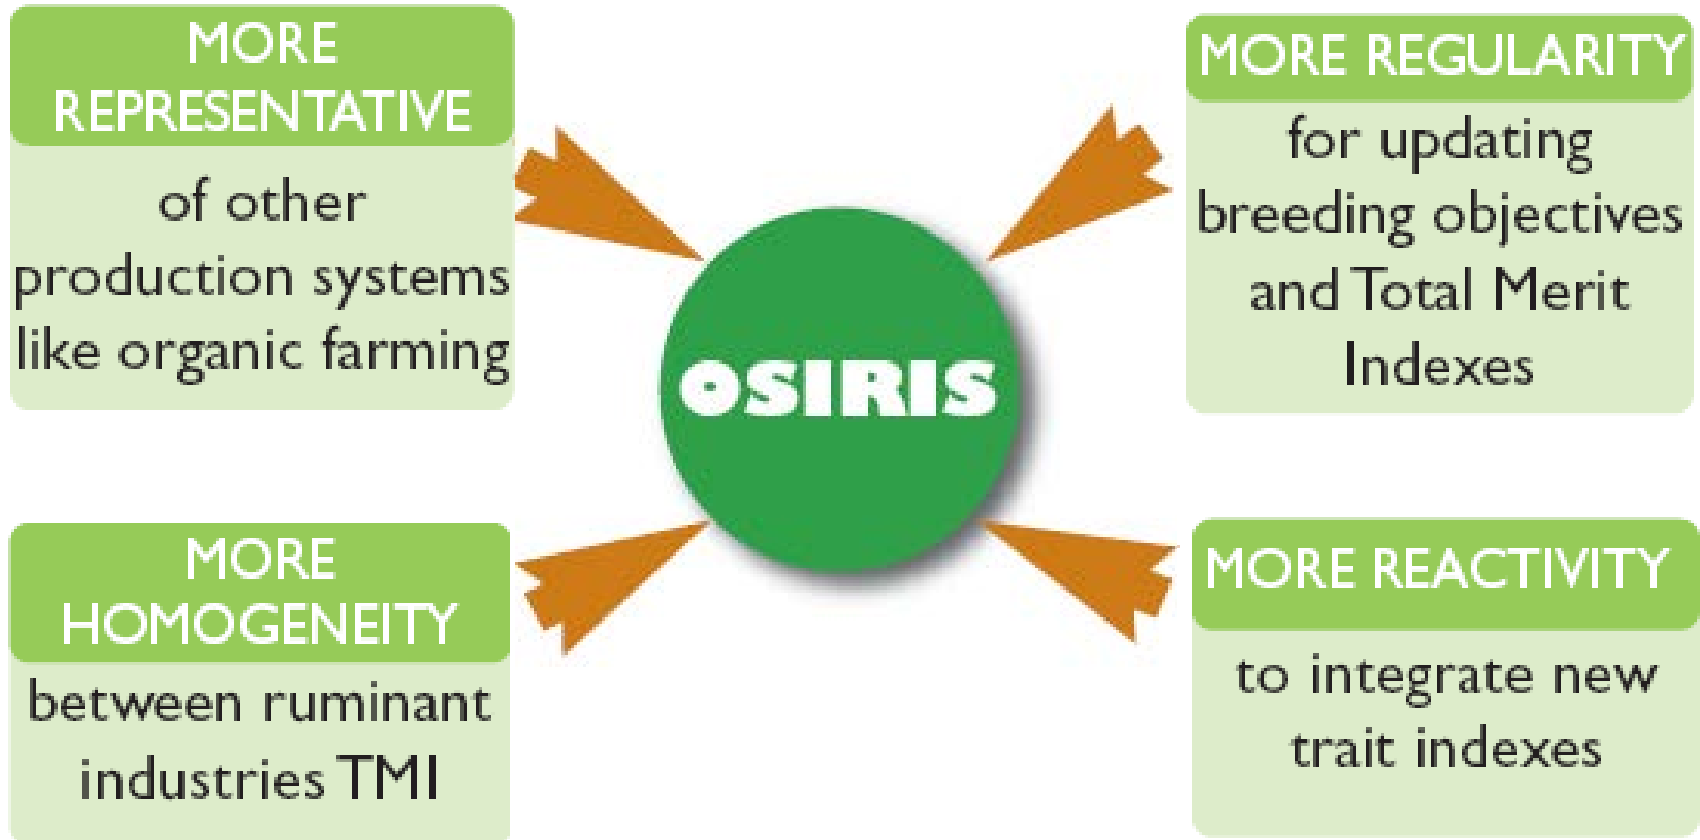 MORE
REPRESENTATIVE
of other
production systems
like organic farming
MORE REGULARITY
for updating
breeding objectives
and Total Merit
Indexes
OSIRIS
MORE
HOMOGENEITY
between ruminant
industries TMI
MORE REACTIVITY
to integrate new
trait indexes